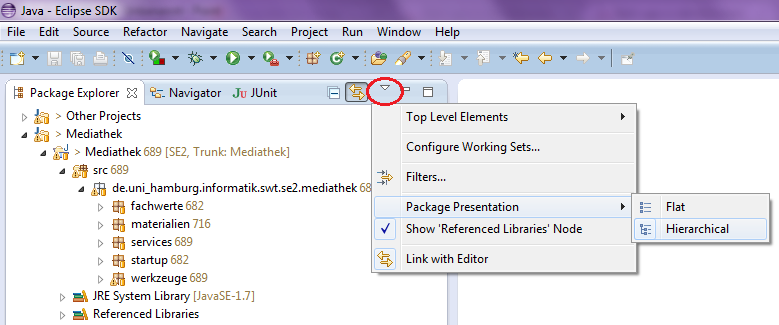 Java - Eclipse SDK
File Edit Source Refactor Navigate Search Project Run Window Help
Package Explorer Navigator JU JUnit
> Other Projects
> Mediathek
> Mediathek 689 [SE2, Trunk: Mediathek]
src 689
de.uni_hamburg.informatik.swt.se2.mediathek 68
fachwerte 682
materialien 716
services 689
startup 682
werkzeuge 689
JRE System Library [JavaSE-1.7]
Referenced Libraries
Top Level Elements
Configure Working Sets...
Filters...
Package Presentation
Show 'Referenced Libraries' Node
Link with Editor
Flat
Hierarchical